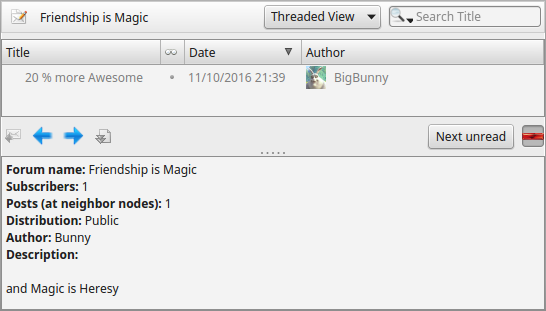 Friendship is Magic
Threaded View
Search Title
Title Date Author
20 % more Awesome 11/10/2016 21:39 BigBunny
Next unread
Forum name: Friendship is Magic
Subscribers: 1
Posts (at neighbor nodes): 1
Distribution: Public
Author: Bunny
Description:
and Magic is Heresy